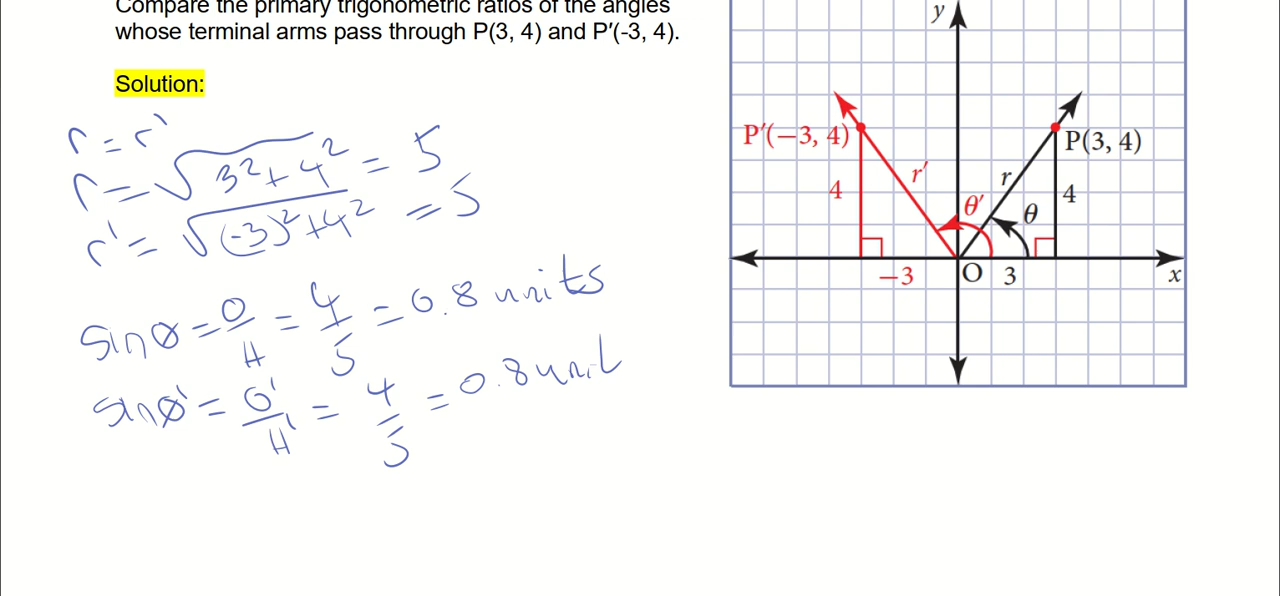 Compare the primary trigonometric ratios of the angles
whose terminal arms pass through P(3, 4) and P′(-3, 4).
Solution:
r = r'
r = √3² + 4² = 5
r' = √(-3)² + 4² = 5
sin θ = O/H = 4/5 = 0.8 units
sin θ' = O'/H' = 4/5 = 0.8 unit
y
P′(−3, 4)
P(3, 4)
r′
r
4
θ′
θ
4
−3
O
3
x